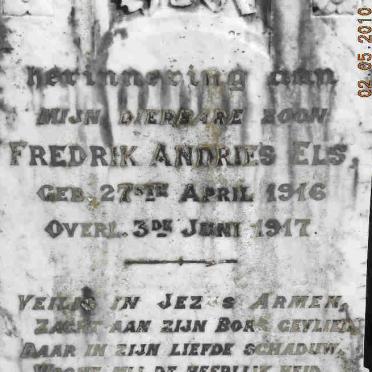 herinnering aan
MIJN DIERBARE ZOON
FREDRIK ANDRIES ELS,
GEB. 27STE APRIL 1916
OVERL. 3DE JUNI 1917.
VEILIG IN JEZUS ARMEN,
ZACHT AAN ZIJN BORST GEVLIED,
DAAR IN ZIJN LIEFDE SCHADUW,
HEERLIJKHEID
02.05.2010